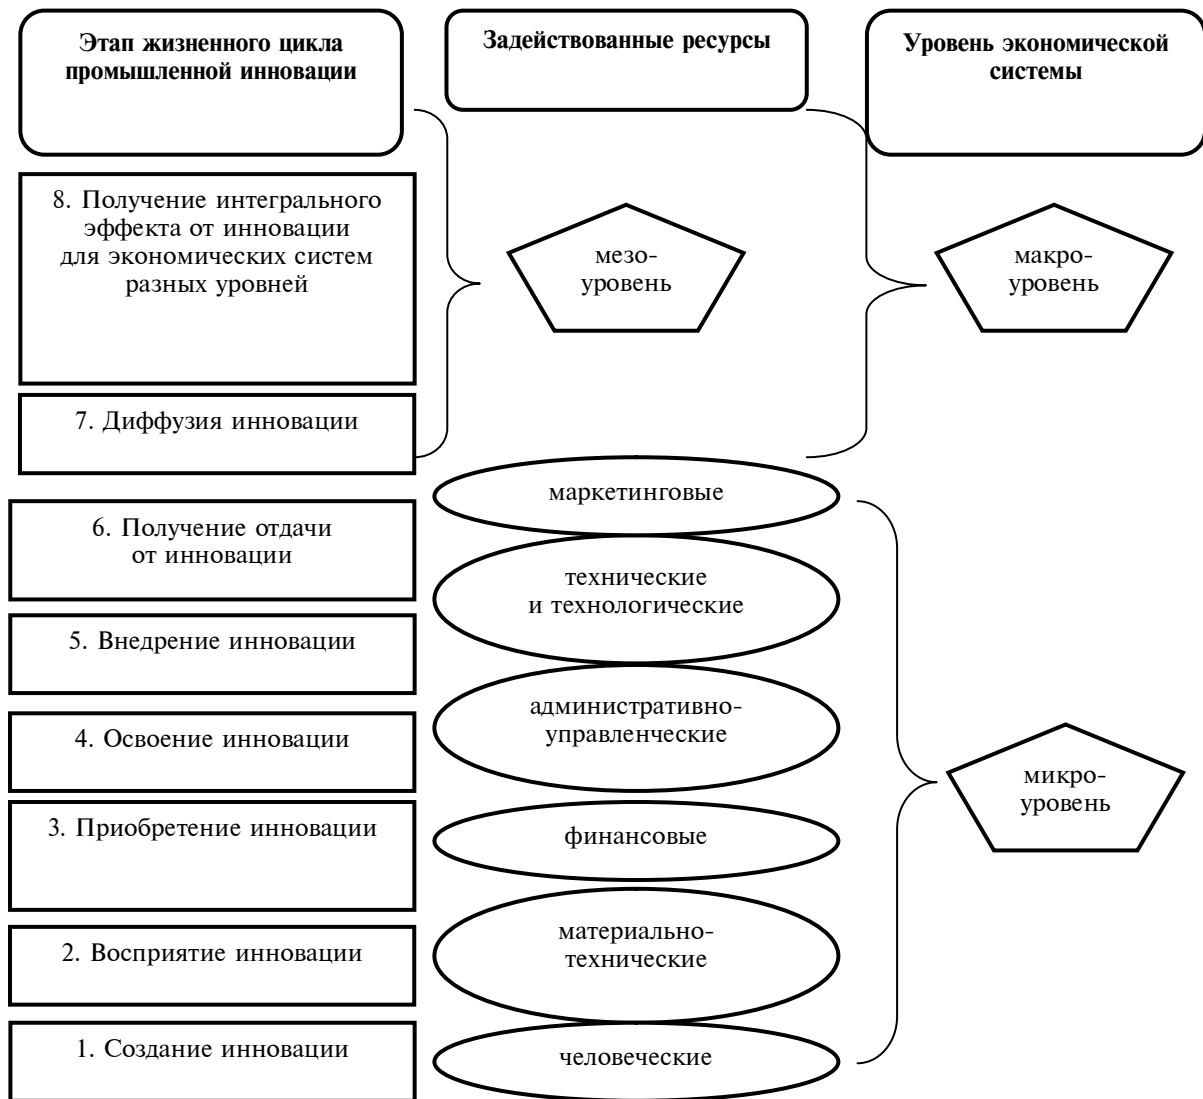 Этап жизненного цикла
промышленной инновации
Задействованные ресурсы
Уровень экономической
системы
8. Получение интегрального
эффекта от инновации
для экономических систем
разных уровней
мезо-
уровень
макро-
уровень
7. Диффузия инновации
маркетинговые
6. Получение отдачи
от инновации
технические
и технологические
5. Внедрение инновации
административно-
управленческие
4. Освоение инновации
микро-
уровень
3. Приобретение инновации
финансовые
2. Восприятие инновации
материально-
технические
1. Создание инновации
человеческие